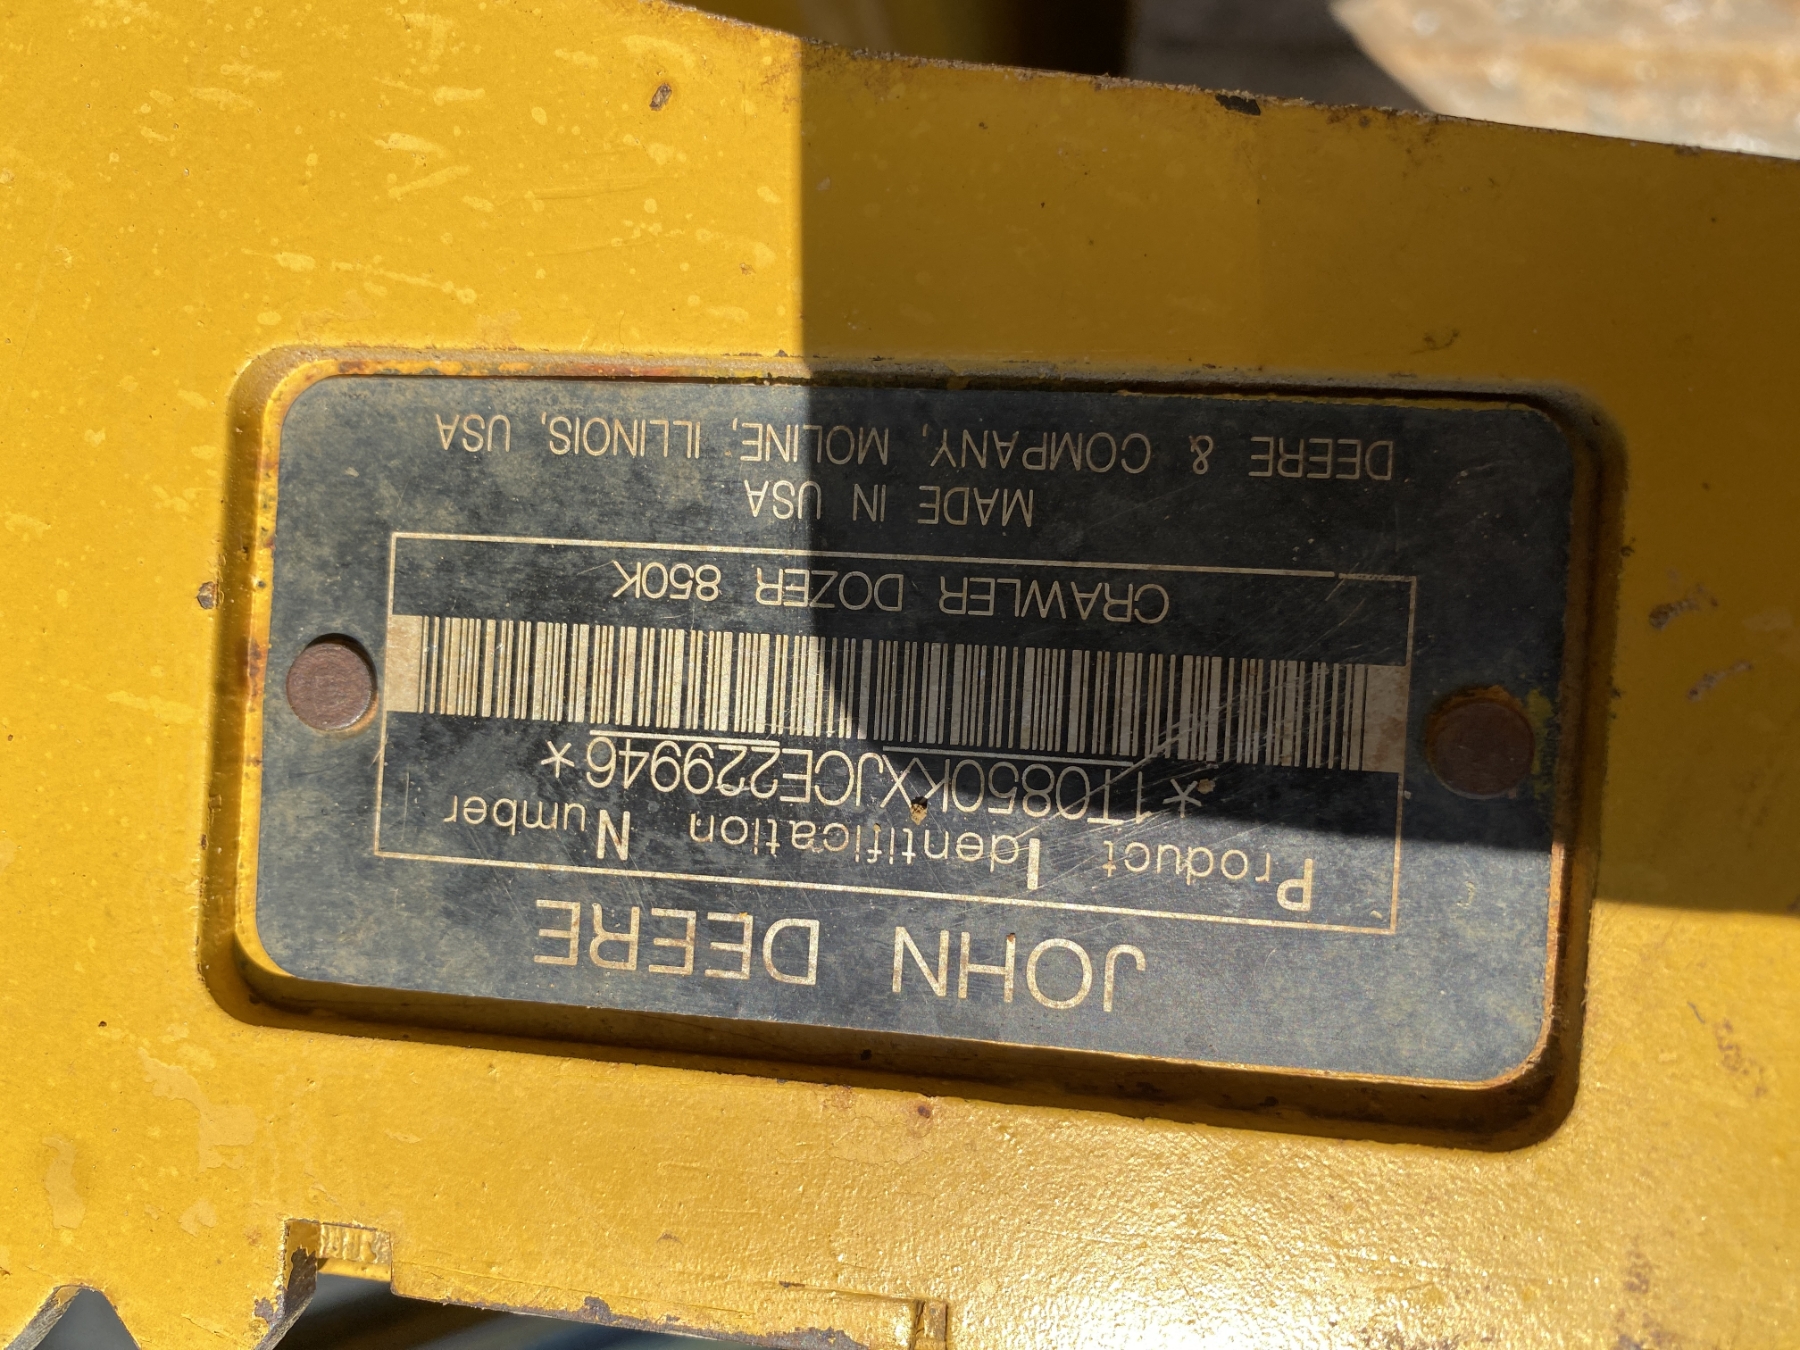 JOHN DEERE
Product Identification Number
*1T0850KXJCE229946*
CRAWLER DOZER 850K
MADE IN USA
DEERE & COMPANY, MOLINE, ILLINOIS, USA